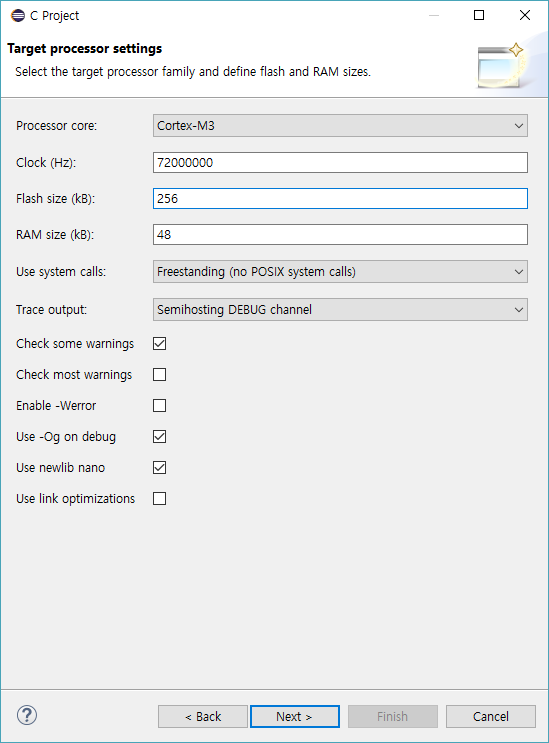 C Project
Target processor settings
Select the target processor family and define flash and RAM sizes.
Processor core: Cortex-M3
Clock (Hz): 72000000
Flash size (kB): 256
RAM size (kB): 48
Use system calls: Freestanding (no POSIX system calls)
Trace output: Semihosting DEBUG channel
Check some warnings
Check most warnings
Enable -Werror
Use -Og on debug
Use newlib nano
Use link optimizations
? < Back Next > Finish Cancel